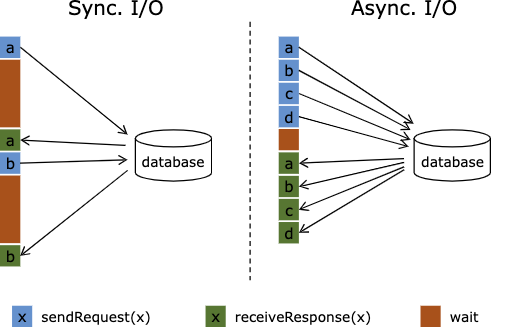 Sync. I/O
Async. I/O
a
a
b
b
database
a
b
c
d
a
b
c
d
database
x sendRequest(x)
x receiveResponse(x)
wait